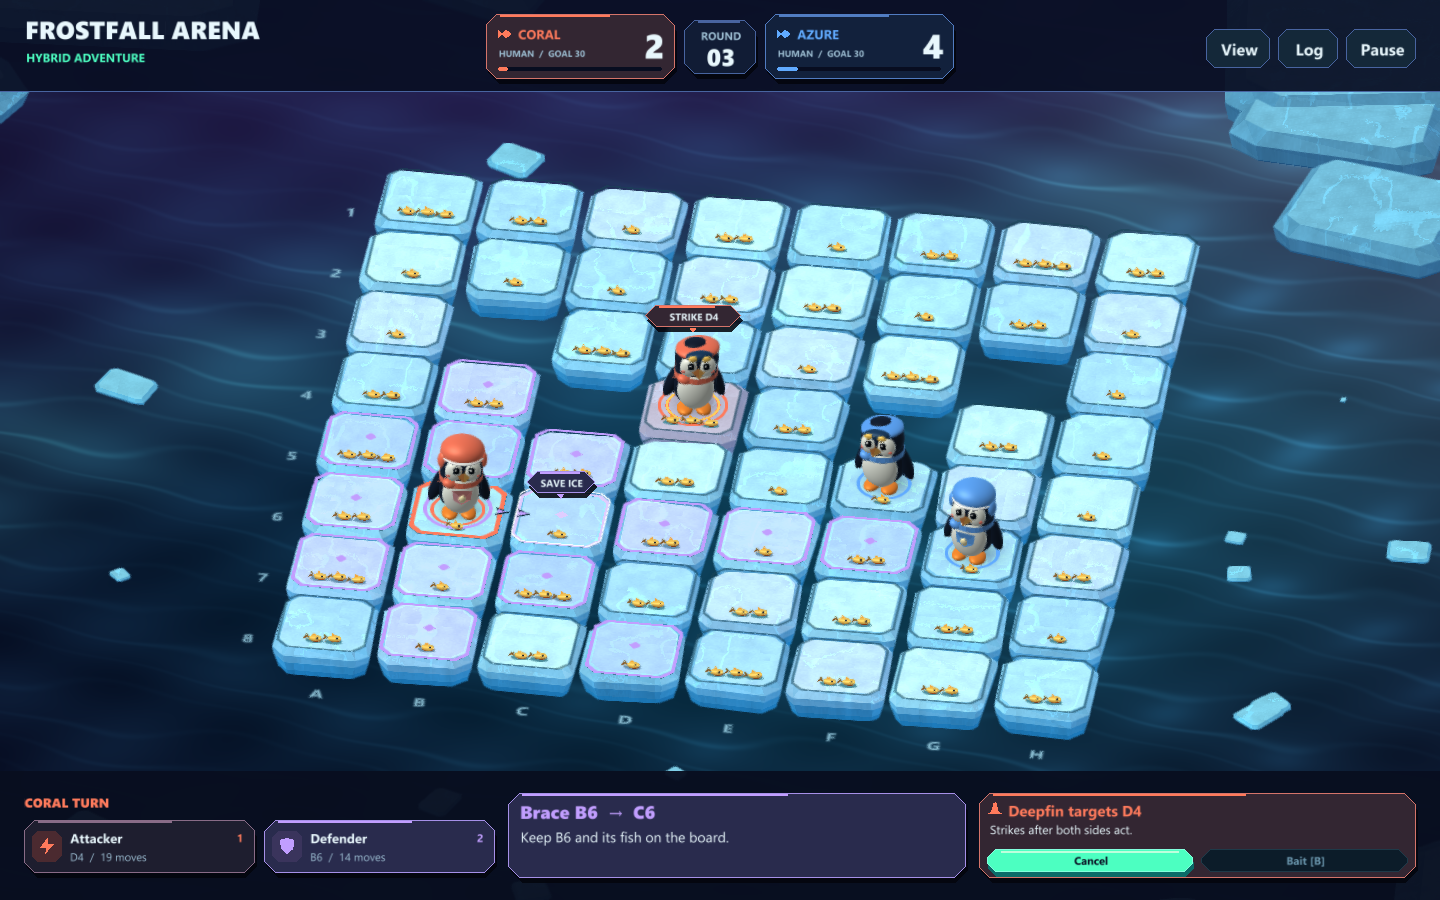 FROSTFALL ARENA
HYBRID ADVENTURE
CORAL
HUMAN / GOAL 30
2
ROUND
03
AZURE
HUMAN / GOAL 30
4
View
Log
Pause
1
2
3
4
5
6
7
8
STRIKE D4
SAVE ICE
A
B
C
D
E
F
G
H
CORAL TURN
Attacker
1
D4 / 19 moves
Defender
2
B6 / 14 moves
Brace B6 → C6
Keep B6 and its fish on the board.
Deepfin targets D4
Strikes after both sides act.
Cancel
Bait [B]